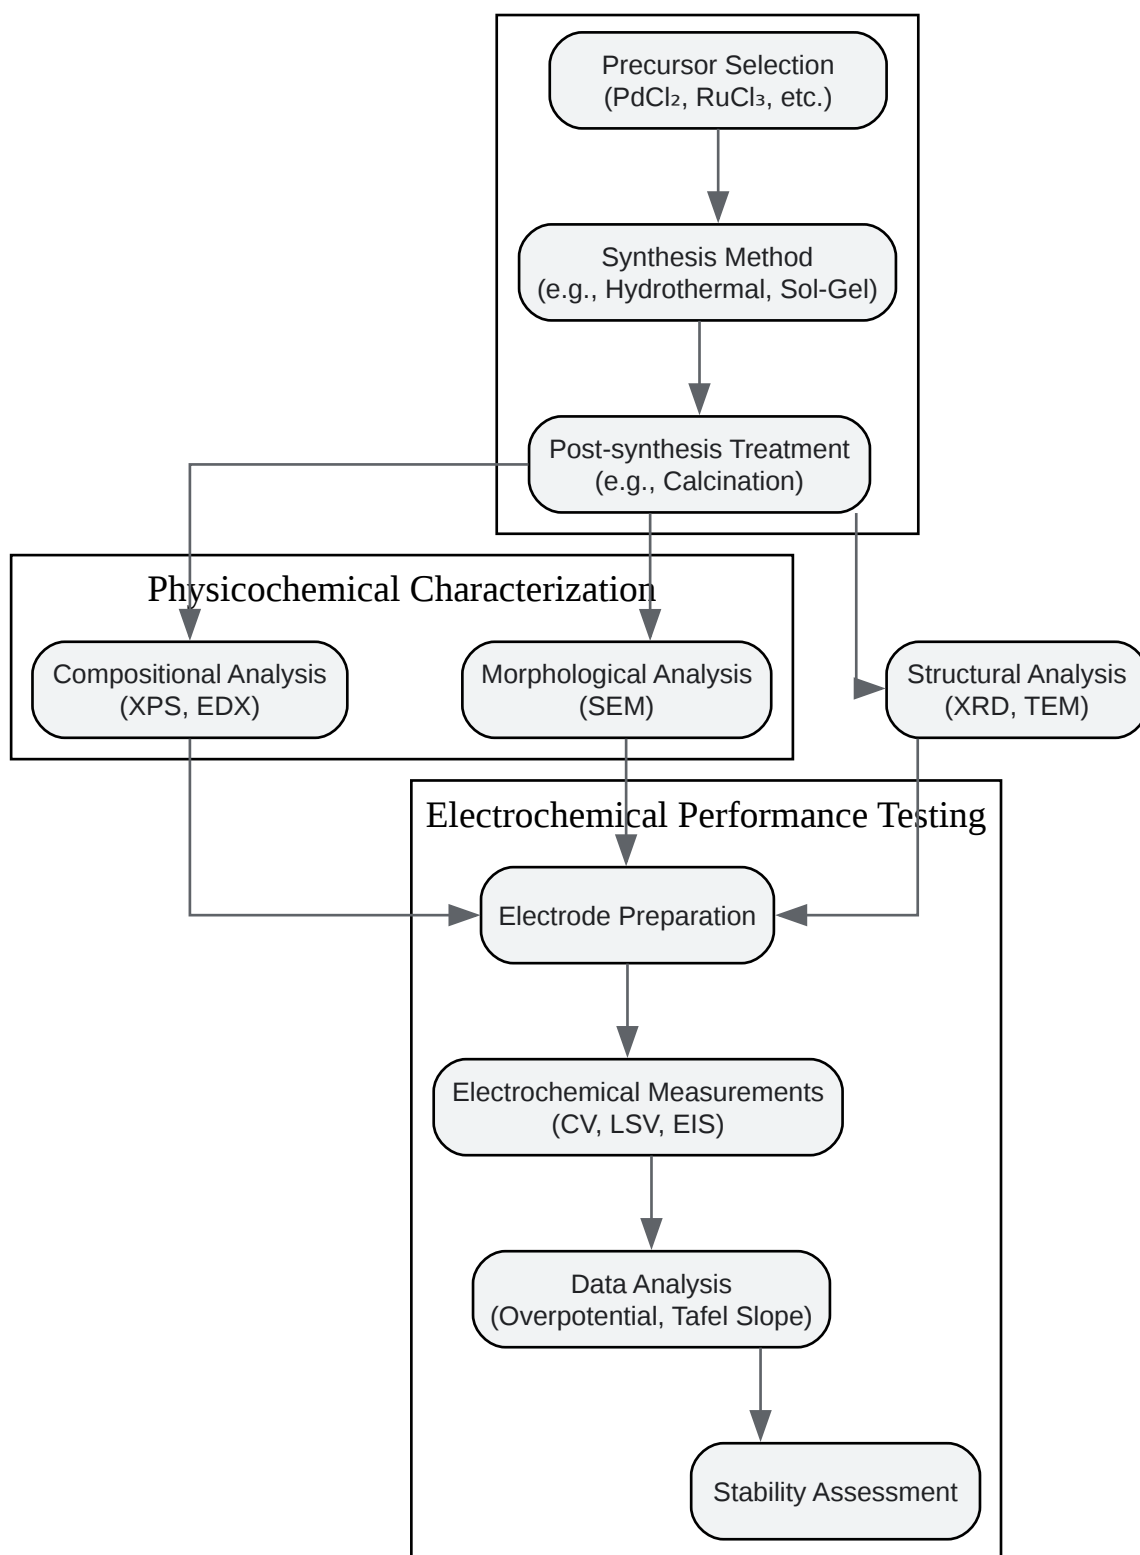 Precursor Selection
(PdCl₂, RuCl₃, etc.)
Synthesis Method
(e.g., Hydrothermal, Sol-Gel)
Post-synthesis Treatment
(e.g., Calcination)
Physicochemical Characterization
Compositional Analysis
(XPS, EDX)
Morphological Analysis
(SEM)
Structural Analysis
(XRD, TEM)
Electrochemical Performance Testing
Electrode Preparation
Electrochemical Measurements
(CV, LSV, EIS)
Data Analysis
(Overpotential, Tafel Slope)
Stability Assessment